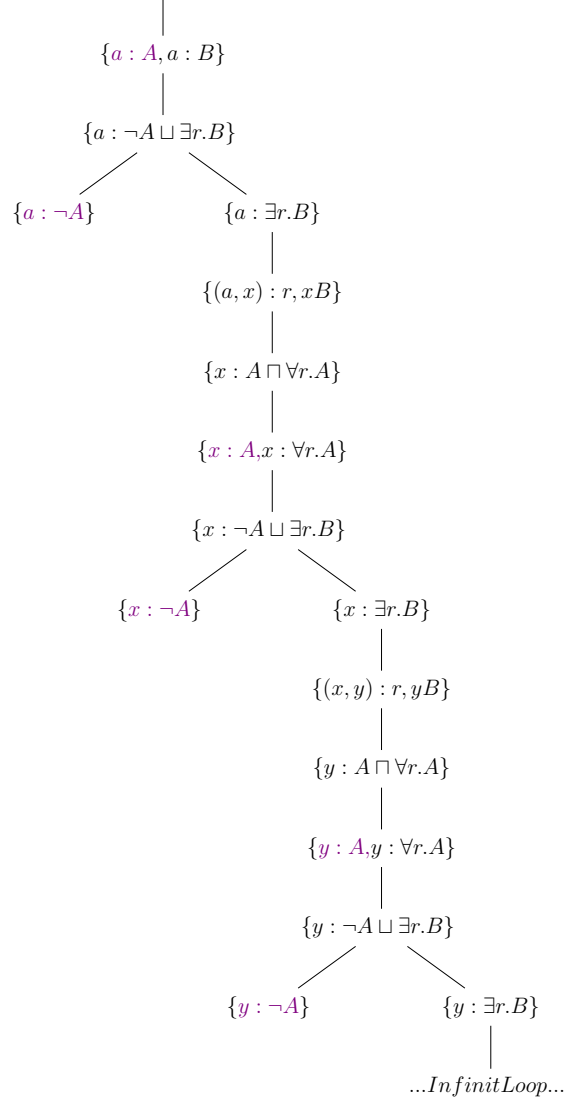 {a : A, a : B}
{a : ¬A ⊔ ∃r.B}
{a : ¬A} {a : ∃r.B}
{(a, x) : r, xB}
{x : A ⊓ ∀r.A}
{x : A,x : ∀r.A}
{x : ¬A ⊔ ∃r.B}
{x : ¬A} {x : ∃r.B}
{(x, y) : r, yB}
{y : A ⊓ ∀r.A}
{y : A,y : ∀r.A}
{y : ¬A ⊔ ∃r.B}
{y : ¬A} {y : ∃r.B}
...InfinitLoop...